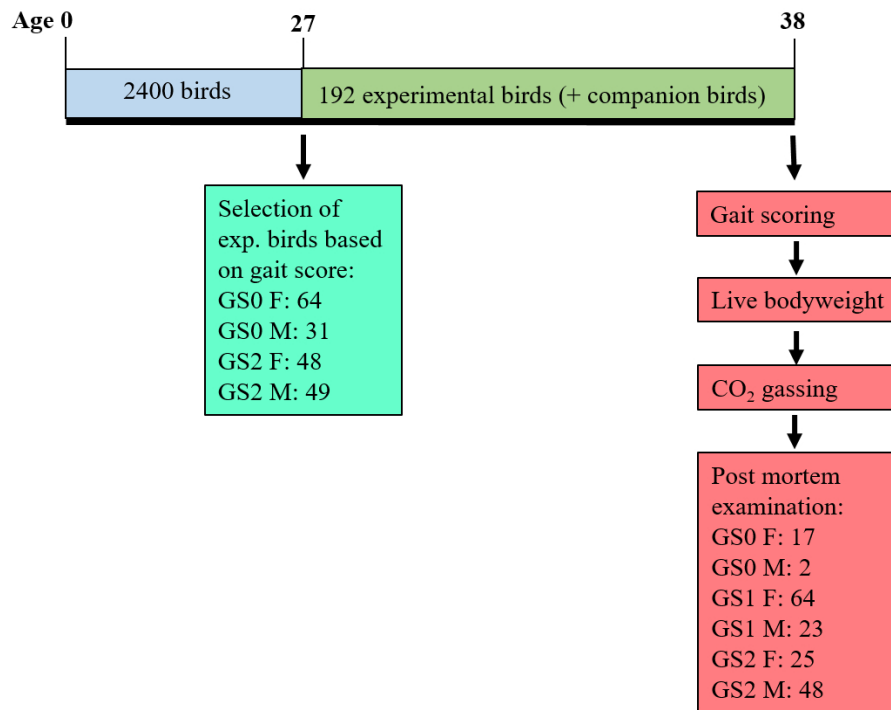 Age 0
27
38
2400 birds
192 experimental birds (+ companion birds)
Selection of
exp. birds based
on gait score:
GS0 F: 64
GS0 M: 31
GS2 F: 48
GS2 M: 49
Gait scoring
Live bodyweight
CO₂ gassing
Post mortem
examination:
GS0 F: 17
GS0 M: 2
GS1 F: 64
GS1 M: 23
GS2 F: 25
GS2 M: 48